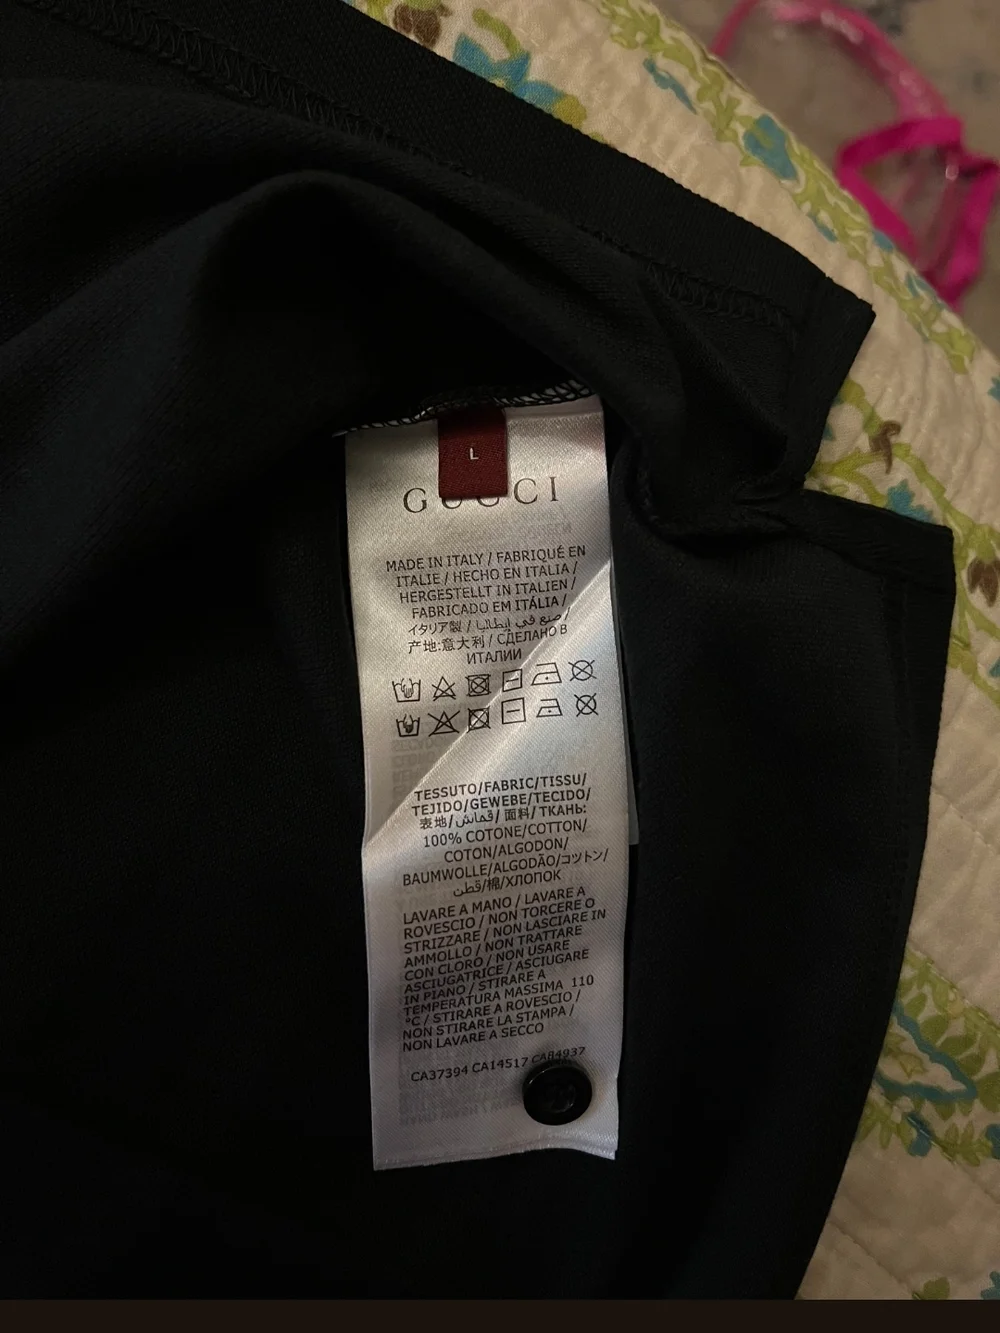 L
GUCCI
MADE IN ITALY / FABRIQUÉ EN
ITALIE / HECHO EN ITALIA /
HERGESTELLT IN ITALIEN /
FABRICADO EM ITÁLIA /
イタリア製 / صنع في إيطاليا /
产地:意大利 / СДЕЛАНО В
ИТАЛИИ
TESSUTO/FABRIC/TISSU/
TEJIDO/GEWEBE/TECIDO/
表地/قماش/ 面料/ ТКАНЬ:
100% COTONE/COTTON/
COTON/ALGODON/
BAUMWOLLE/ALGODÃO/コットン/
قطن/棉/ХЛОПОК
LAVARE A MANO / LAVARE A
ROVESCIO / NON TORCERE O
STRIZZARE / NON LASCIARE IN
AMMOLLO / NON TRATTARE
CON CLORO / NON USARE
ASCIUGATRICE / ASCIUGARE
IN PIANO / STIRARE A
TEMPERATURA MASSIMA 110
°C / STIRARE A ROVESCIO /
NON STIRARE LA STAMPA /
NON LAVARE A SECCO
CA37394 CA14517 CA84937